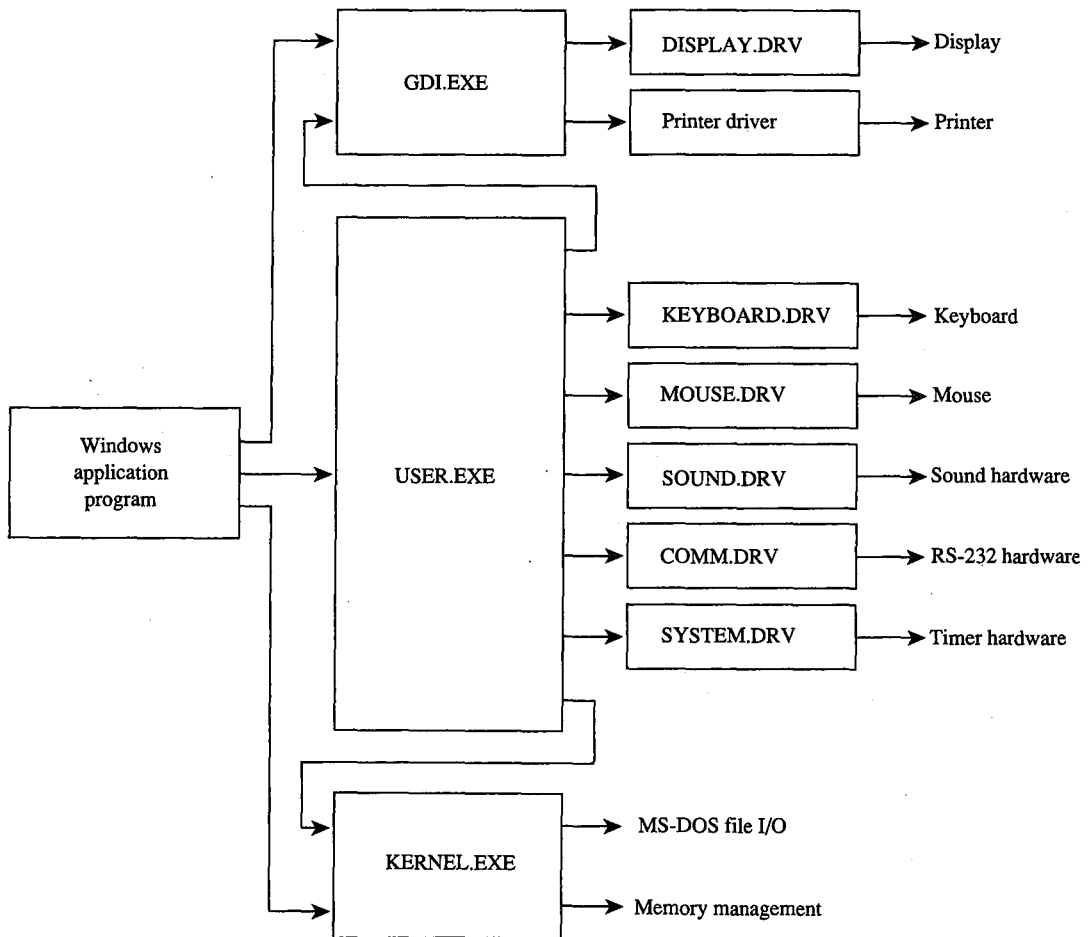 GDI.EXE
DISPLAY.DRV
Display
Printer driver
Printer
Windows
application
program
USER.EXE
KEYBOARD.DRV
Keyboard
MOUSE.DRV
Mouse
SOUND.DRV
Sound hardware
COMM.DRV
RS-232 hardware
SYSTEM.DRV
Timer hardware
KERNEL.EXE
MS-DOS file I/O
Memory management